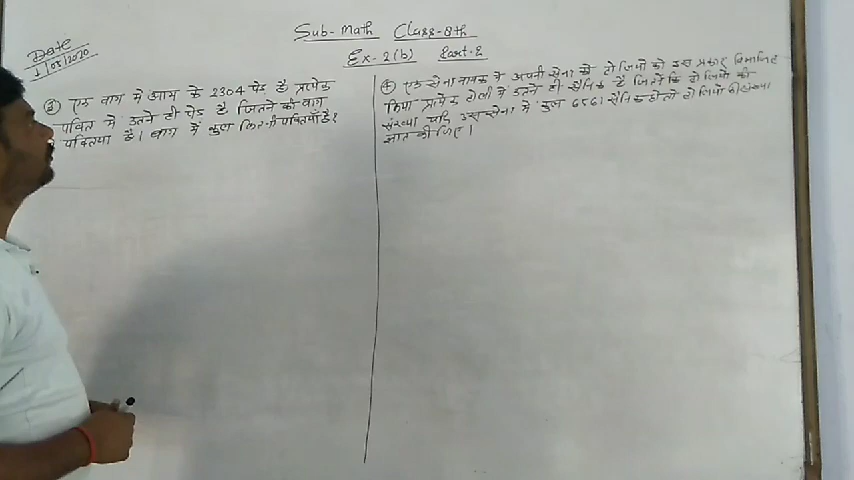 Sub- Math Class-8th
Date
1/05/2020
Ex-2(b) Part-2
③ एक बाग में आम के 2304 पेड़ है प्रत्येक
पंक्ति में उतने ही पेड़ है जितने की बाग
पंक्तिया है। बाग में कुल कितनी पंक्तियाँ है?
④ एक सेना नायक ने अपनी सेना को टोलियो को इस प्रकार विभाजित
किया प्रत्येक टोली में उतने ही सैनिक है जितने कि टोलियो की
संख्या यदि उस सेना में कुल 6561 सैनिक हो तो टोलियो की संख्या
ज्ञात कीजिए।